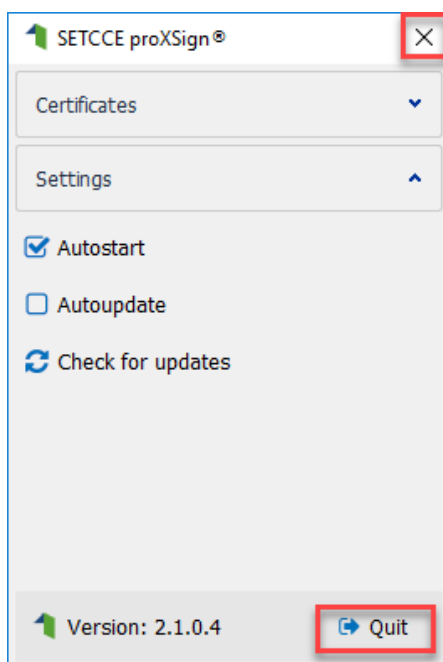 SETCCE proXSign®
Certificates
Settings
Autostart
Autoupdate
Check for updates
Version: 2.1.0.4
Quit